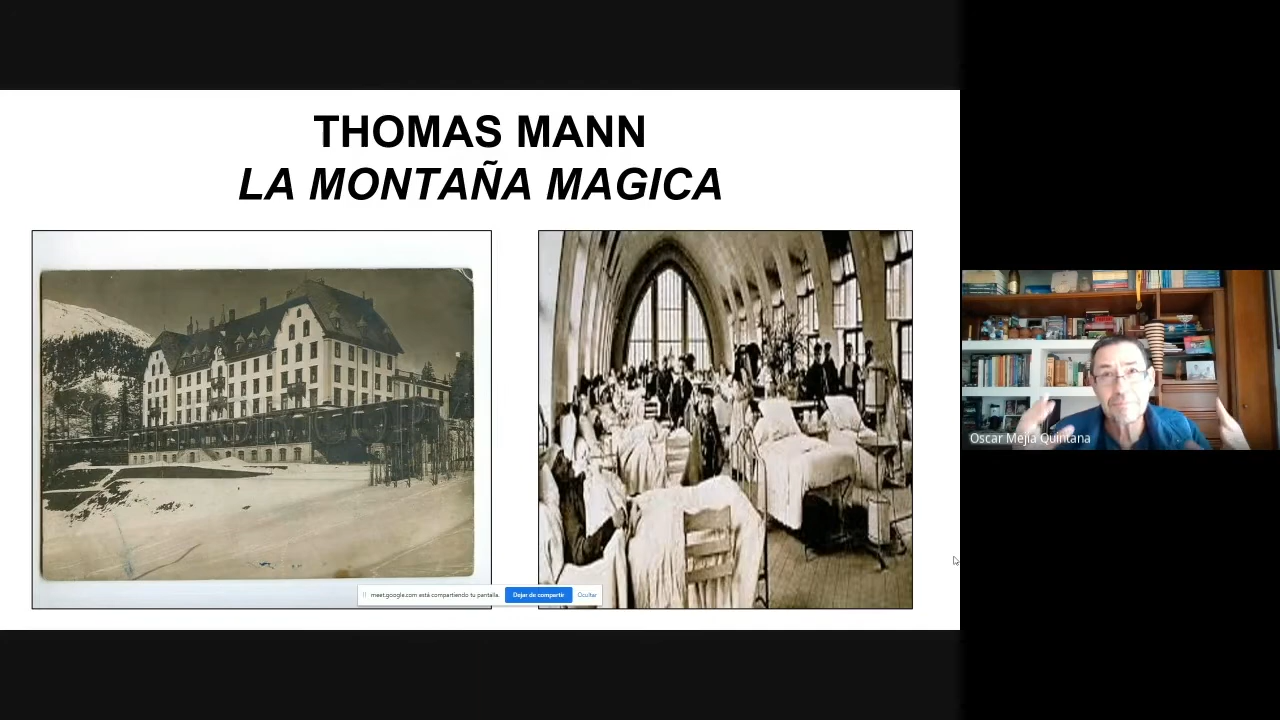 THOMAS MANN
LA MONTAÑA MAGICA
Oscar Mejía Quintana
meet.google.com está compartiendo tu pantalla.
Dejar de compartir
Ocultar